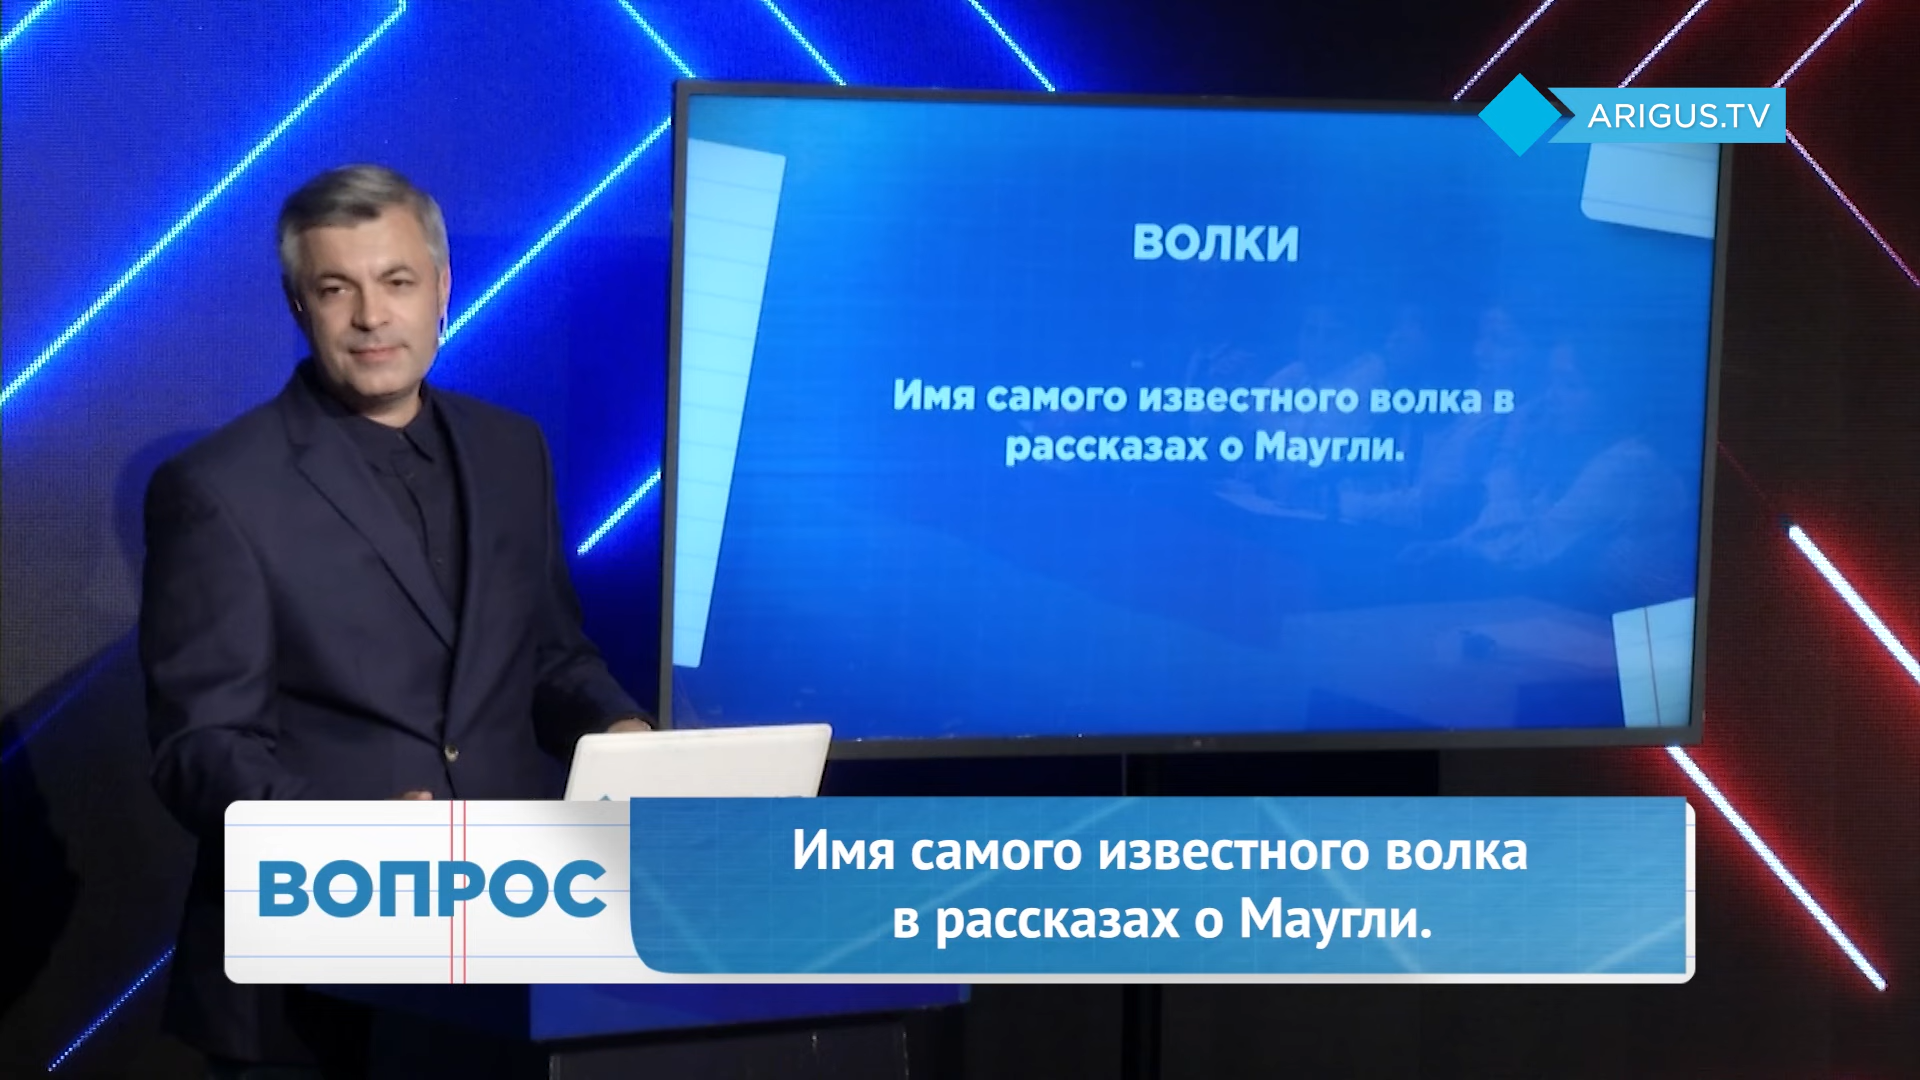 ARIGUS.TV
ВОЛКИ
Имя самого известного волка в
рассказах о Маугли.
ВОПРОС
Имя самого известного волка
в рассказах о Маугли.